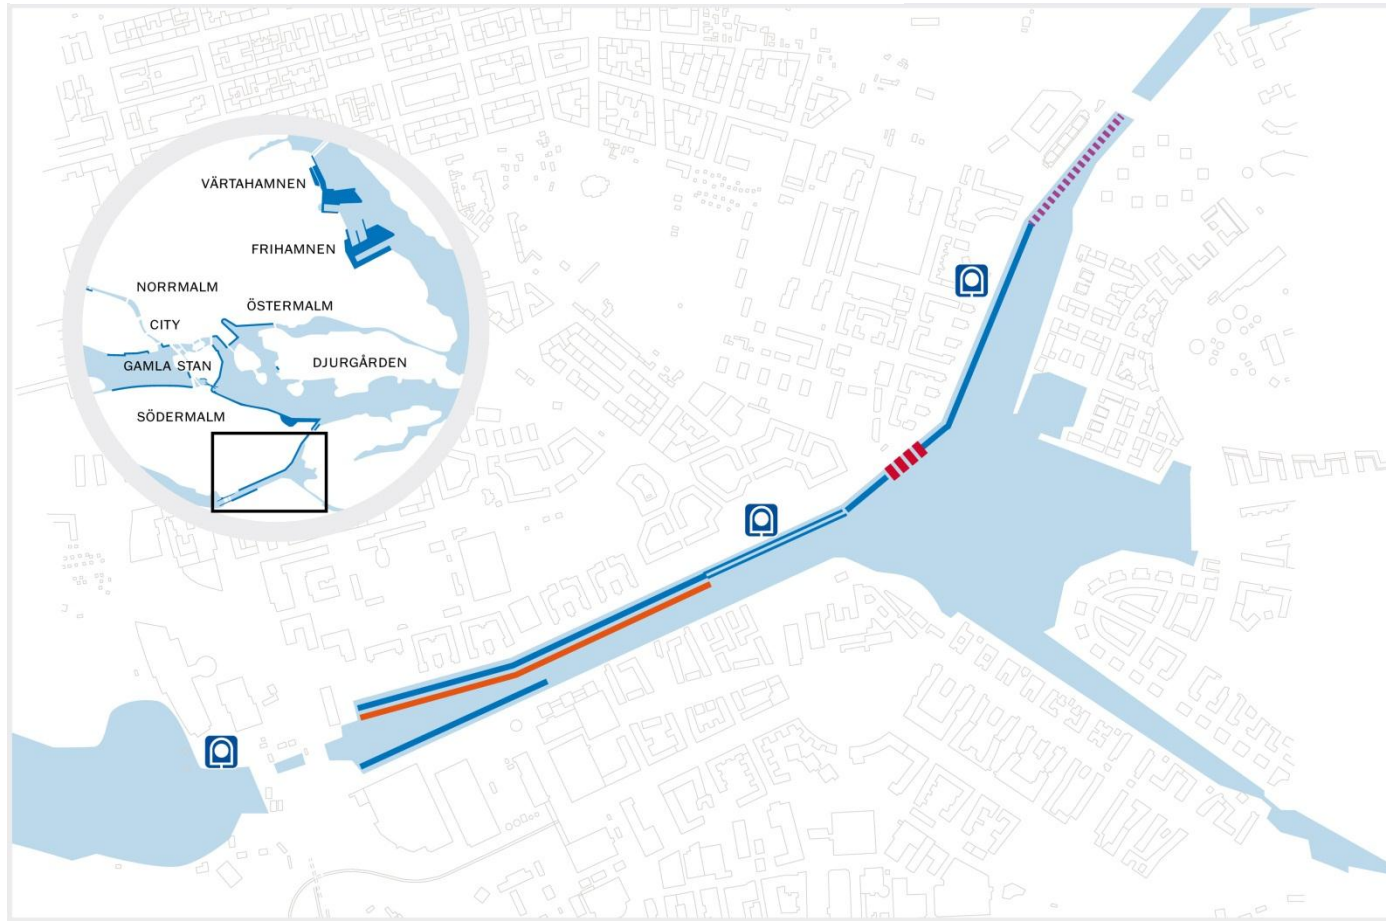 VÄRTAHAMNEN
FRIHAMNEN
NORRMALM
ÖSTERMALM
CITY
GAMLA STAN
DJURGÅRDEN
SÖDERMALM